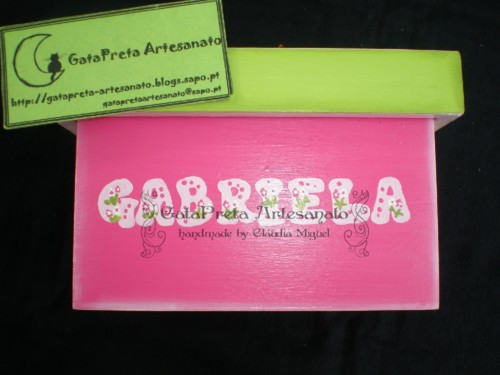 GataPreta Artesanato
http://gatapreta-artesanato.blogs.sapo.pt
gatapretaartesanato@sapo.pt
GABRIELA
GataPreta Artesanato
handmade by Cláudia Miguel